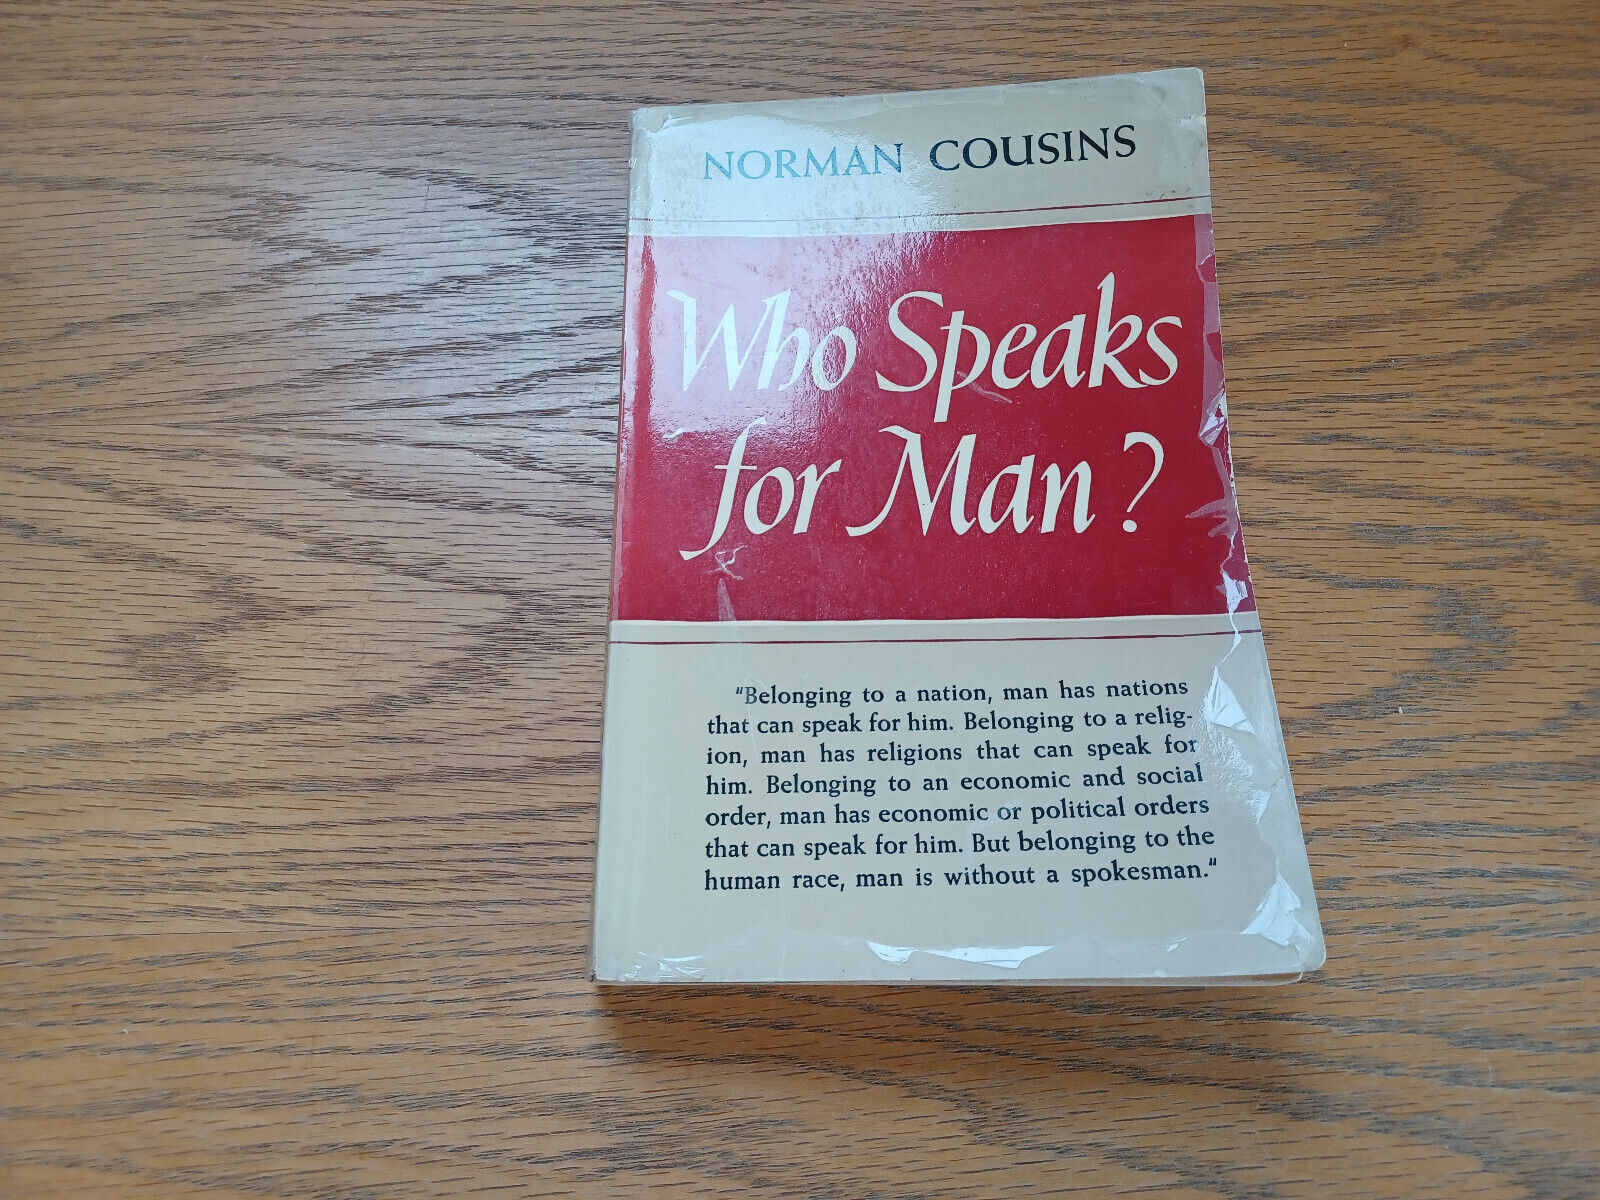 NORMAN COUSINS
Who Speaks
for Man?
"Belonging to a nation, man has nations
that can speak for him. Belonging to a relig-
ion, man has religions that can speak for
him. Belonging to an economic and social
order, man has economic or political orders
that can speak for him. But belonging to the
human race, man is without a spokesman."